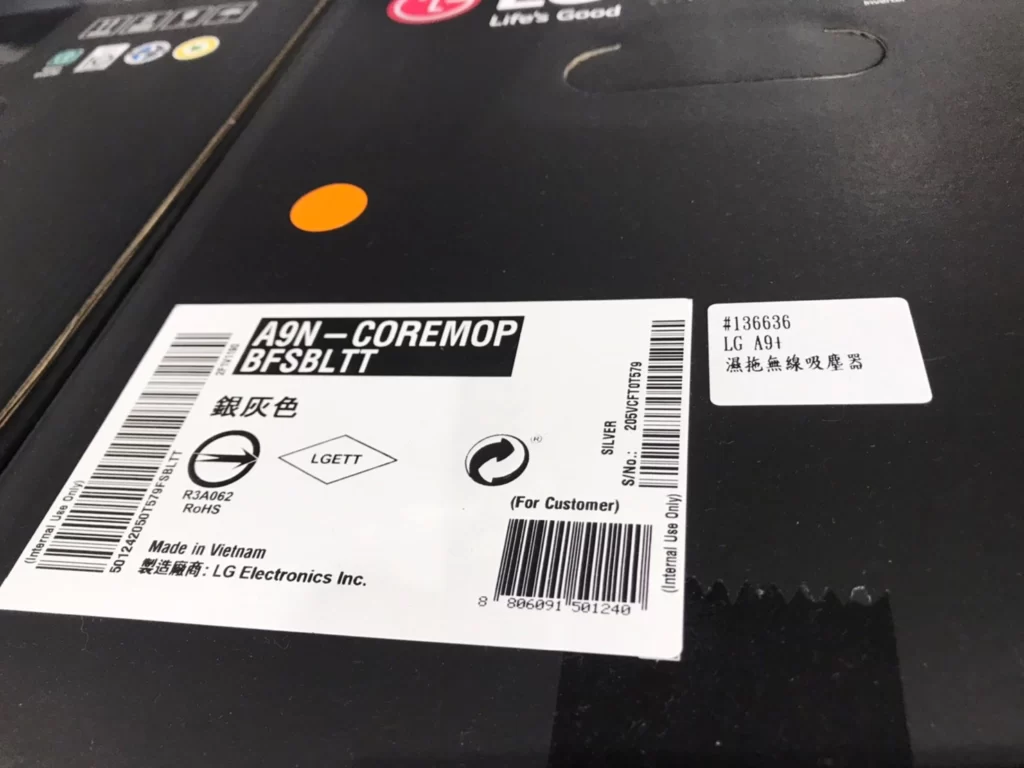 LG
Life's Good
A9N – COREMOP
BFSBLTT
銀灰色
LGETT
R3A062
RoHS
Made in Vietnam
製造廠商: LG Electronics Inc.
(For Customer)
8 806091 501240
(Internal Use Only)
501242050T579FSBLTT
SILVER
S/No.: 205VCFT0T579
(Internal Use Only)
#136636
LG A9+
濕拖無線吸塵器